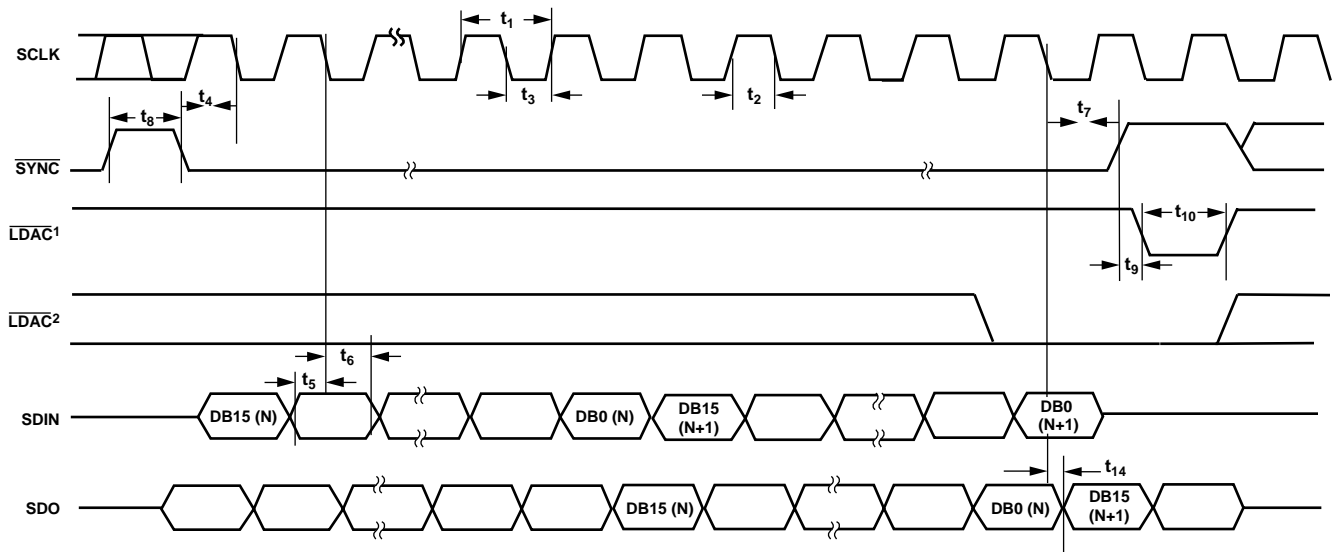 SCLK
t1
t3
t2
t4
t8
t7
SYNC
LDAC1
t10
t9
LDAC2
t6
t5
SDIN
DB15 (N)
DB0 (N)
DB15
(N+1)
DB0
(N+1)
t14
SDO
DB15 (N)
DB0 (N)
DB15
(N+1)